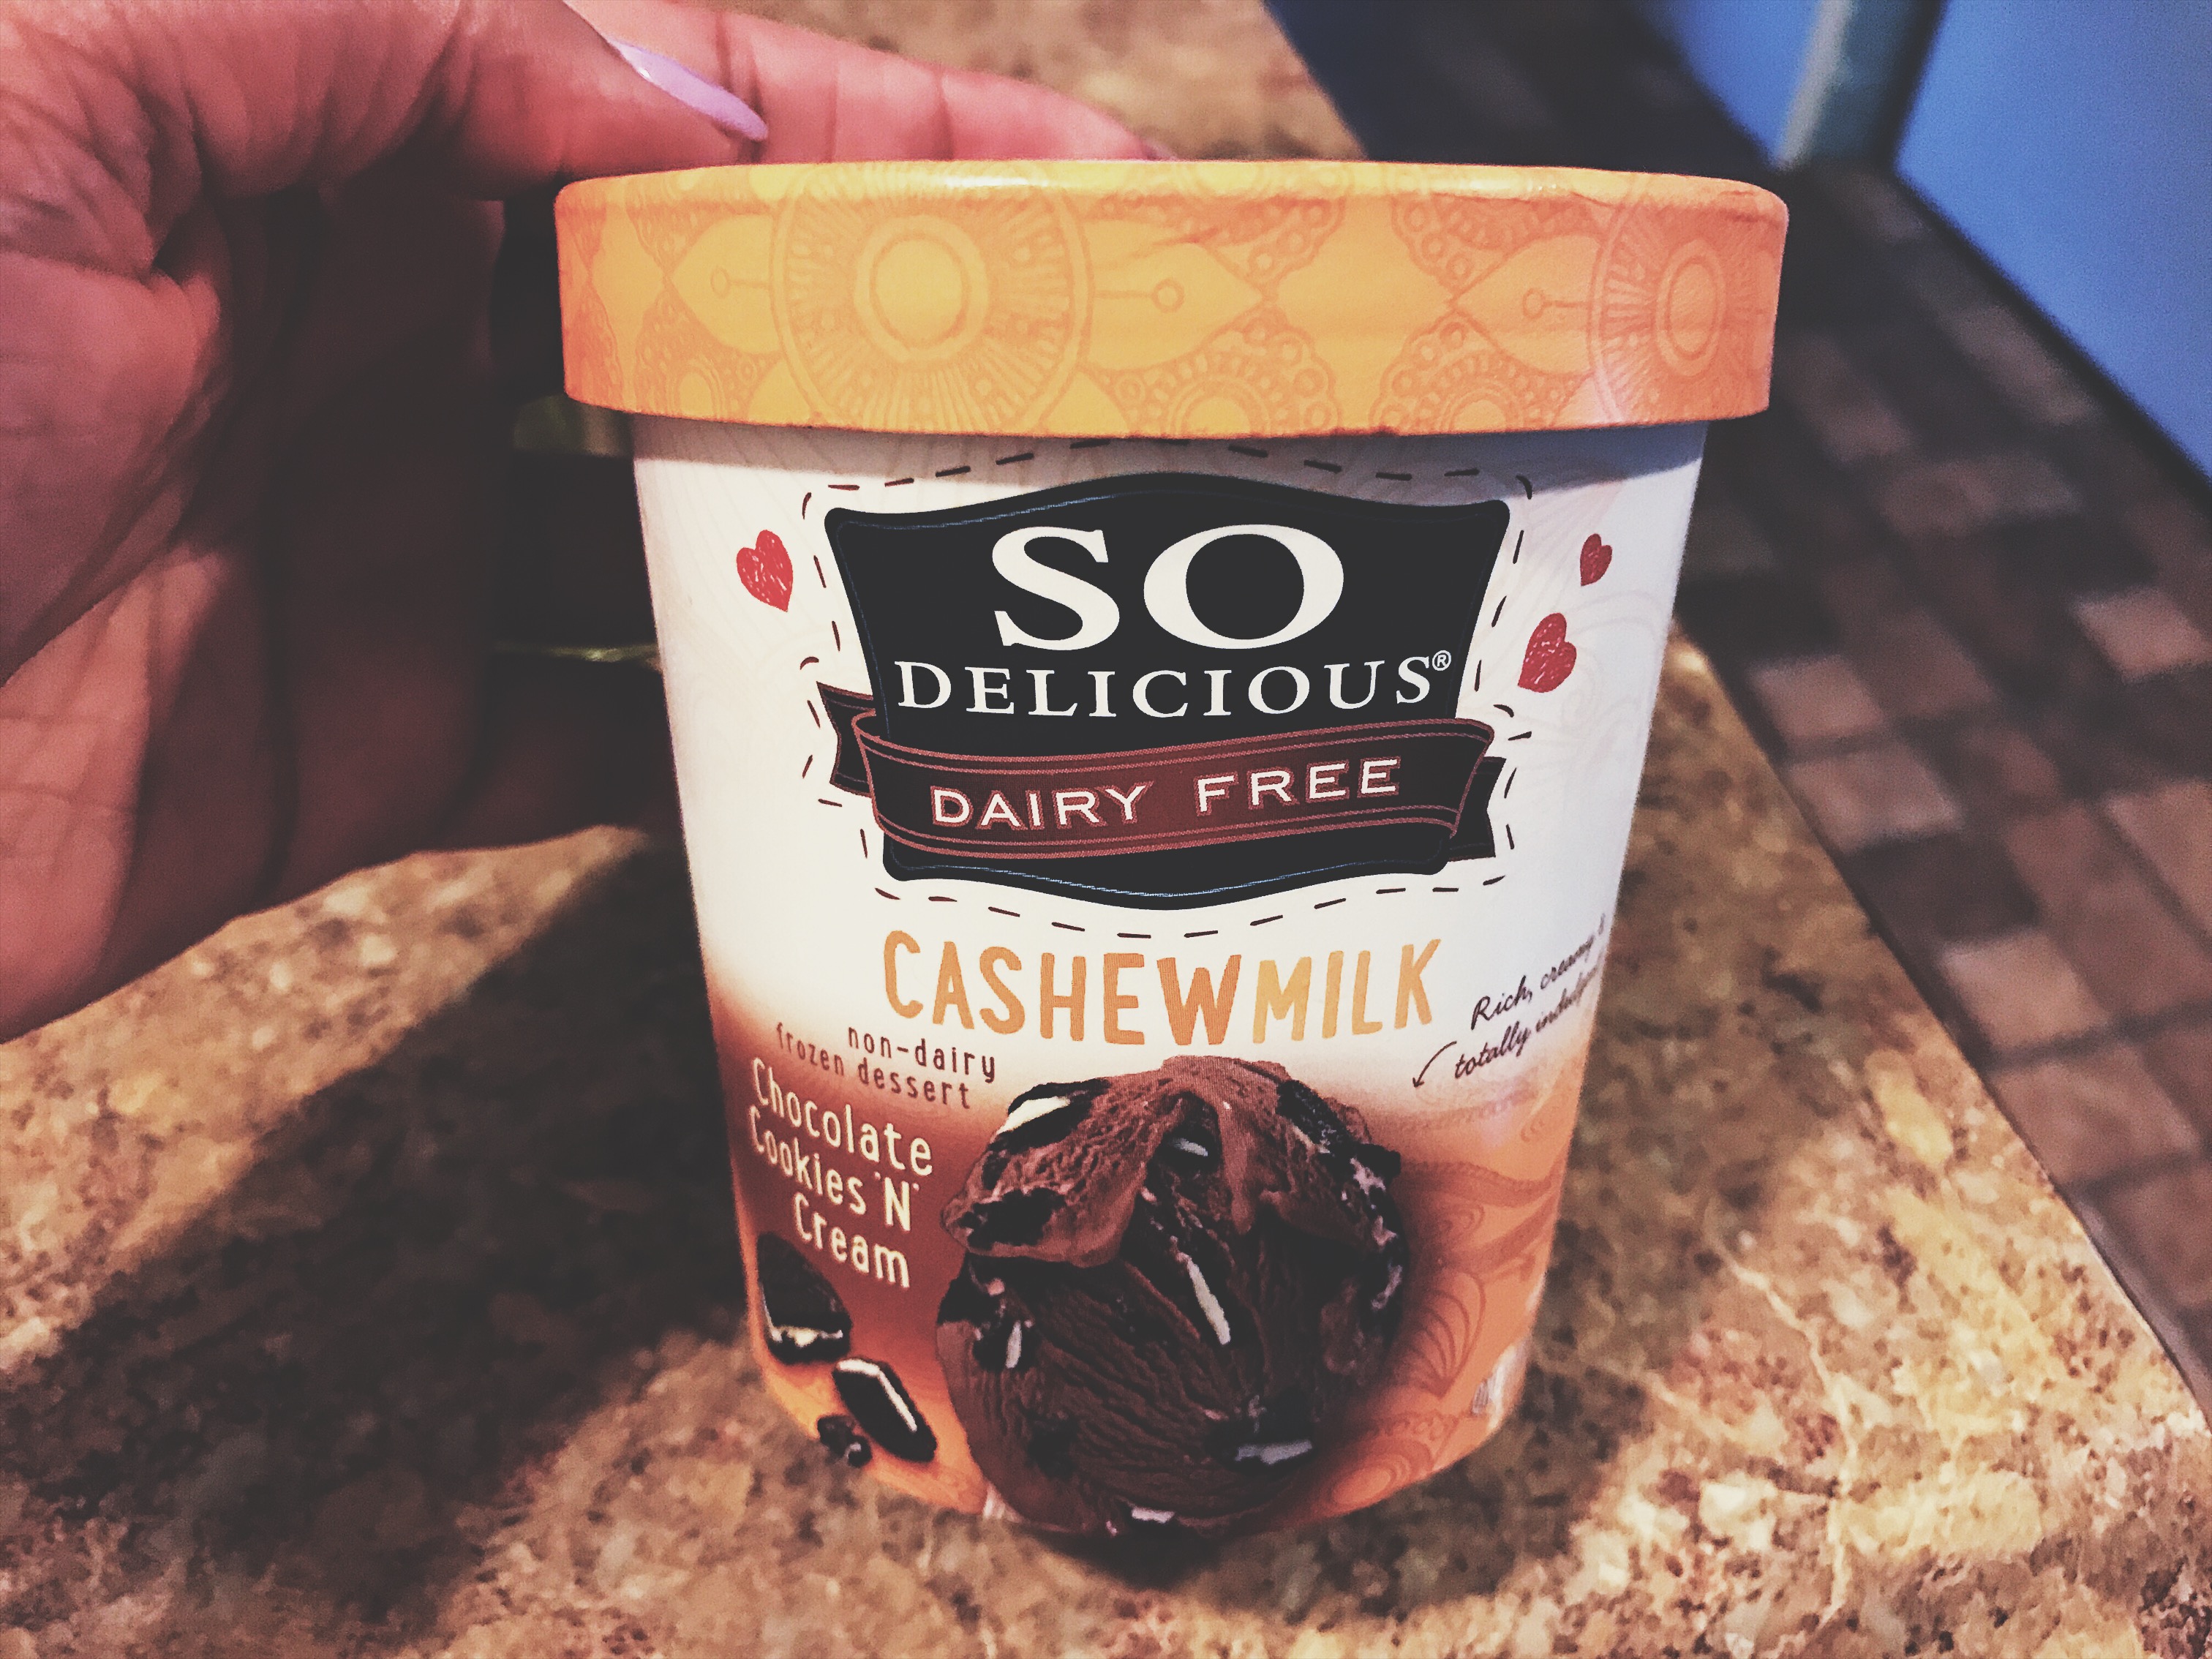 SO
DELICIOUS®
DAIRY FREE
CASHEWMILK
non-dairy
frozen dessert
Chocolate
Cookies 'N'
Cream
Rich, creamy
totally